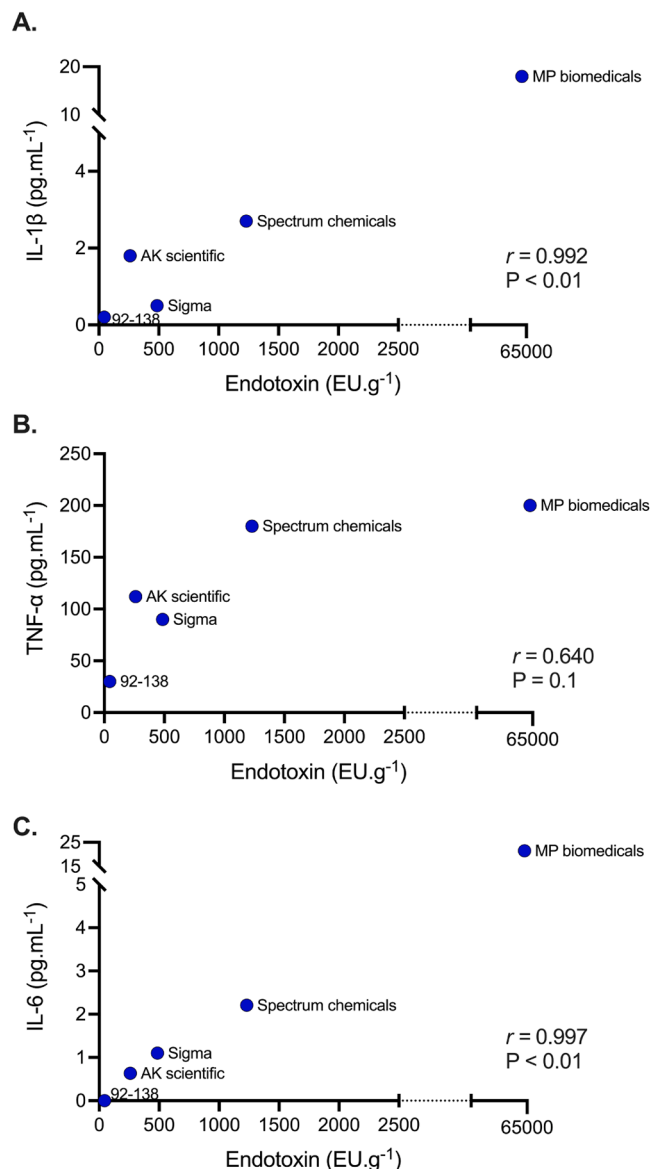 A.
20
MP biomedicals
10
IL-1β (pg.mL-1)
4
Spectrum chemicals
2
AK scientific
r = 0.992
P < 0.01
Sigma
92-138
0
0 500 1000 1500 2000 2500 65000
Endotoxin (EU.g-1)
B.
250
200
MP biomedicals
Spectrum chemicals
TNF-α (pg.mL-1)
150
AK scientific
100
Sigma
r = 0.640
P = 0.1
50
92-138
0
0 500 1000 1500 2000 2500 65000
Endotoxin (EU.g-1)
C.
25
MP biomedicals
15
5
4
IL-6 (pg.mL-1)
3
Spectrum chemicals
2
r = 0.997
P < 0.01
Sigma
1
AK scientific
92-138
0
0 500 1000 1500 2000 2500 65000
Endotoxin (EU.g-1)